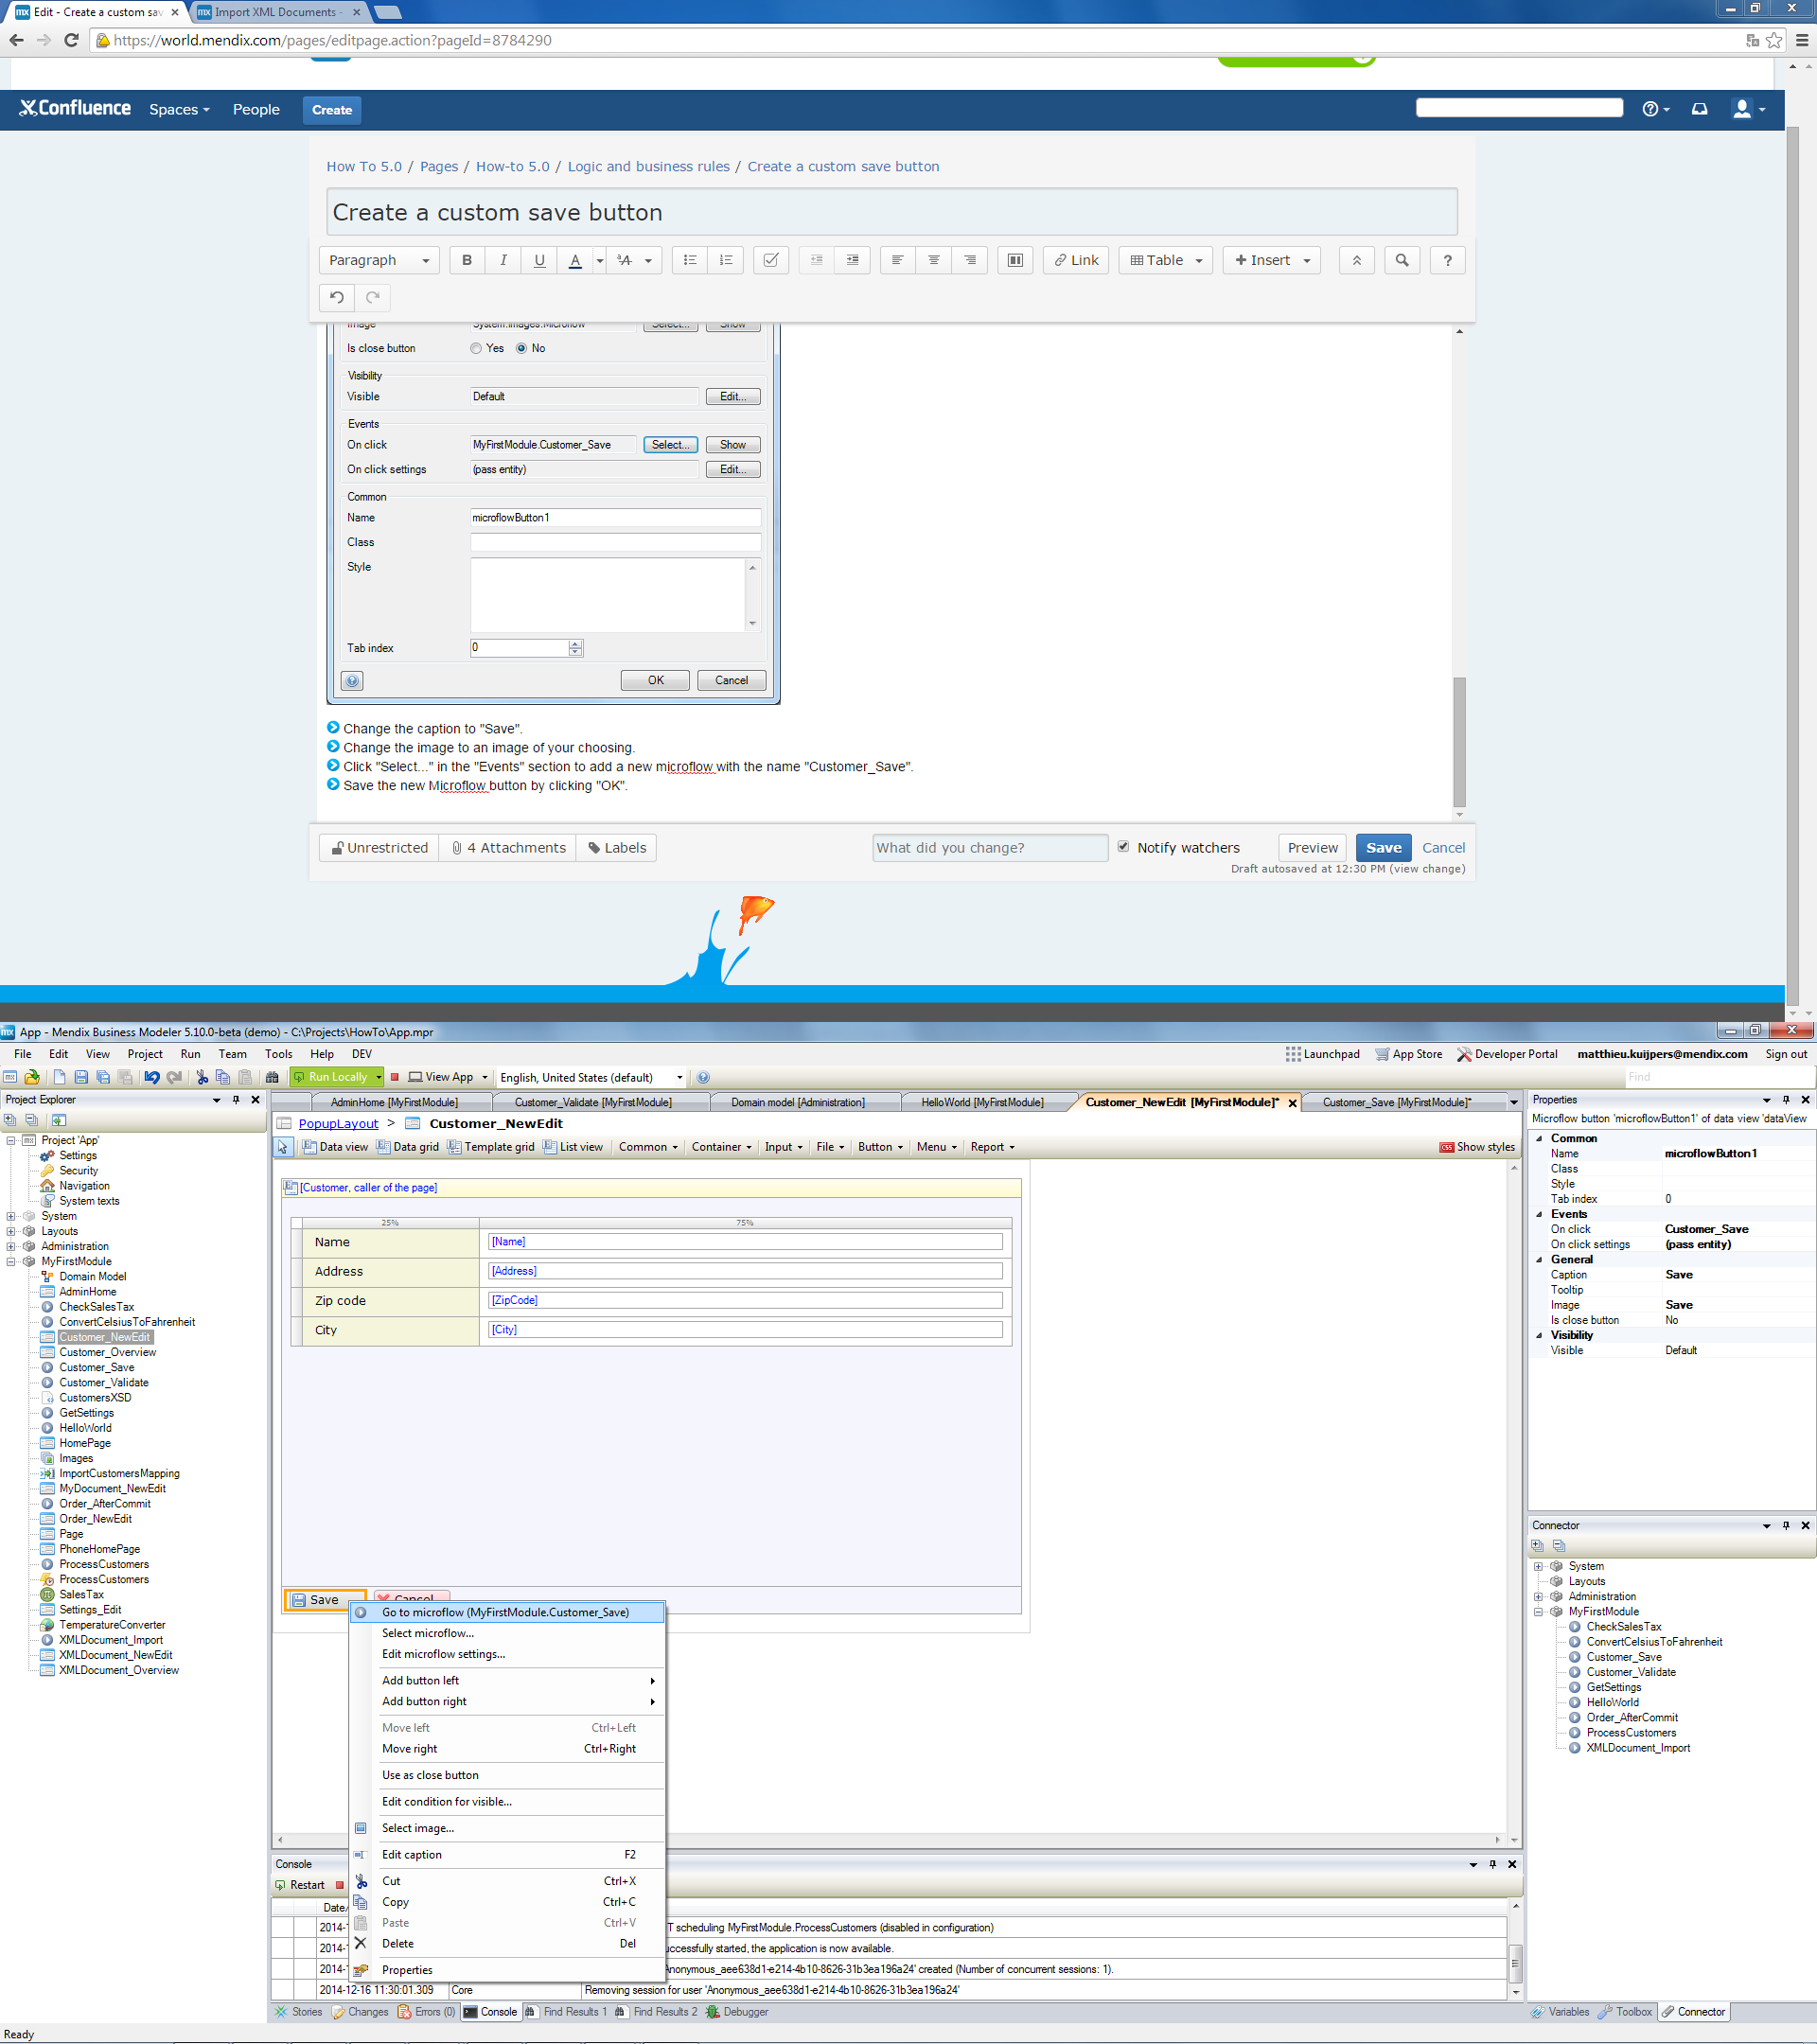 Edit - Create a custom sav
Import XML Documents -
https://world.mendix.com/pages/editpage.action?pageId=8784290
Confluence Spaces People Create
How To 5.0 / Pages / How-to 5.0 / Logic and business rules / Create a custom save button
Create a custom save button
Paragraph B I U A Link Table + Insert ?
Image System.Images.Microflow Select... Show
Is close button Yes No
Visibility
Visible Default Edit...
Events
On click MyFirstModule.Customer_Save Select... Show
On click settings (pass entity) Edit...
Common
Name microflowButton1
Class
Style
Tab index 0
OK Cancel
Change the caption to "Save".
Change the image to an image of your choosing.
Click "Select..." in the "Events" section to add a new microflow with the name "Customer_Save".
Save the new Microflow button by clicking "OK".
Unrestricted 4 Attachments Labels What did you change? Notify watchers Preview Save Cancel
Draft autosaved at 12:30 PM (view change)
App - Mendix Business Modeler 5.10.0-beta (demo) - C:\Projects\HowTo\App.mpr
File Edit View Project Run Team Tools Help DEV Launchpad App Store Developer Portal matthieu.kuijpers@mendix.com Sign out
Run Locally View App English, United States (default) Find
Project Explorer
Project 'App'
Settings
Security
Navigation
System texts
System
Layouts
Administration
MyFirstModule
Domain Model
AdminHome
CheckSalesTax
ConvertCelsiusToFahrenheit
Customer_NewEdit
Customer_Overview
Customer_Save
Customer_Validate
CustomersXSD
GetSettings
HelloWorld
HomePage
Images
ImportCustomersMapping
MyDocument_NewEdit
Order_AfterCommit
Order_NewEdit
Page
PhoneHomePage
ProcessCustomers
ProcessCustomers
SalesTax
Settings_Edit
TemperatureConverter
XMLDocument_Import
XMLDocument_NewEdit
XMLDocument_Overview
AdminHome [MyFirstModule] Customer_Validate [MyFirstModule] Domain model [Administration] HelloWorld [MyFirstModule] Customer_NewEdit [MyFirstModule]* Customer_Save [MyFirstModule]*
PopupLayout > Customer_NewEdit
Data view Data grid Template grid List view Common Container Input File Button Menu Report CSS Show styles
[Customer, caller of the page]
25% 75%
Name [Name]
Address [Address]
Zip code [ZipCode]
City [City]
Save Cancel
Go to microflow (MyFirstModule.Customer_Save)
Select microflow...
Edit microflow settings...
Add button left
Add button right
Move left Ctrl+Left
Move right Ctrl+Right
Use as close button
Edit condition for visible...
Select image...
Edit caption F2
Cut Ctrl+X
Copy Ctrl+C
Paste Ctrl+V
Delete Del
Properties
Console
Restart
Date/
2014-1 T scheduling MyFirstModule.ProcessCustomers (disabled in configuration)
2014-1 uccessfully started, the application is now available.
2014-1 Anonymous_aee638d1-e214-4b10-8626-31b3ea196a24' created (Number of concurrent sessions: 1).
2014-12-16 11:30:01.309 Core Removing session for user 'Anonymous_aee638d1-e214-4b10-8626-31b3ea196a24'
Stories Changes Errors (0) Console Find Results 1 Find Results 2 Debugger
Properties
Microflow button 'microflowButton1' of data view 'dataView
Common
Name microflowButton1
Class
Style
Tab index 0
Events
On click Customer_Save
On click settings (pass entity)
General
Caption Save
Tooltip
Image Save
Is close button No
Visibility
Visible Default
Connector
System
Layouts
Administration
MyFirstModule
CheckSalesTax
ConvertCelsiusToFahrenheit
Customer_Save
Customer_Validate
GetSettings
HelloWorld
Order_AfterCommit
ProcessCustomers
XMLDocument_Import
Variables Toolbox Connector
Ready